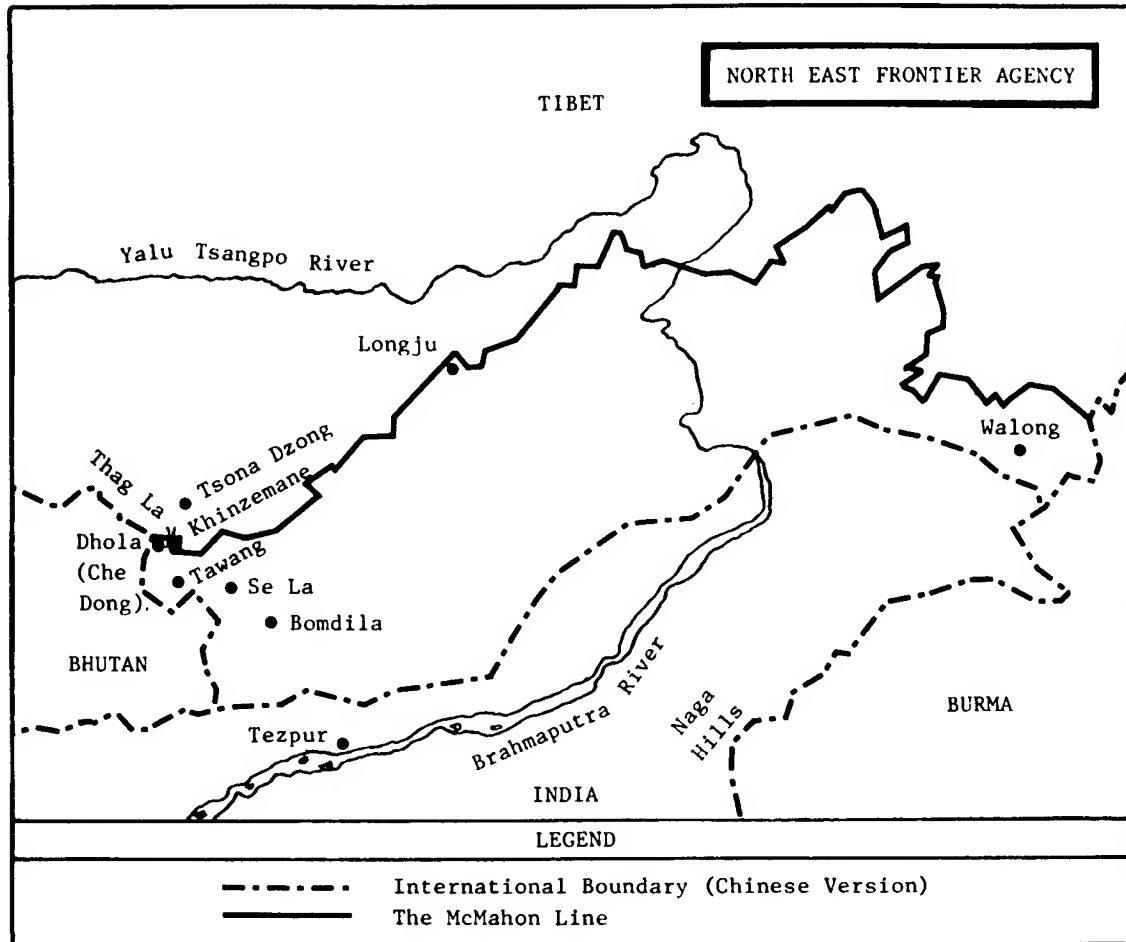 NORTH EAST FRONTIER AGENCY
TIBET
Yalu Tsangpo River
Longju
Walong
Thag La
Tsona Dzong
Khinzemane
Dhola
(Che
Dong).
Tawang
Se La
Bomdila
BHUTAN
Tezpur
Brahmaputra River
Naga
Hills
BURMA
INDIA
LEGEND
International Boundary (Chinese Version)
The McMahon Line